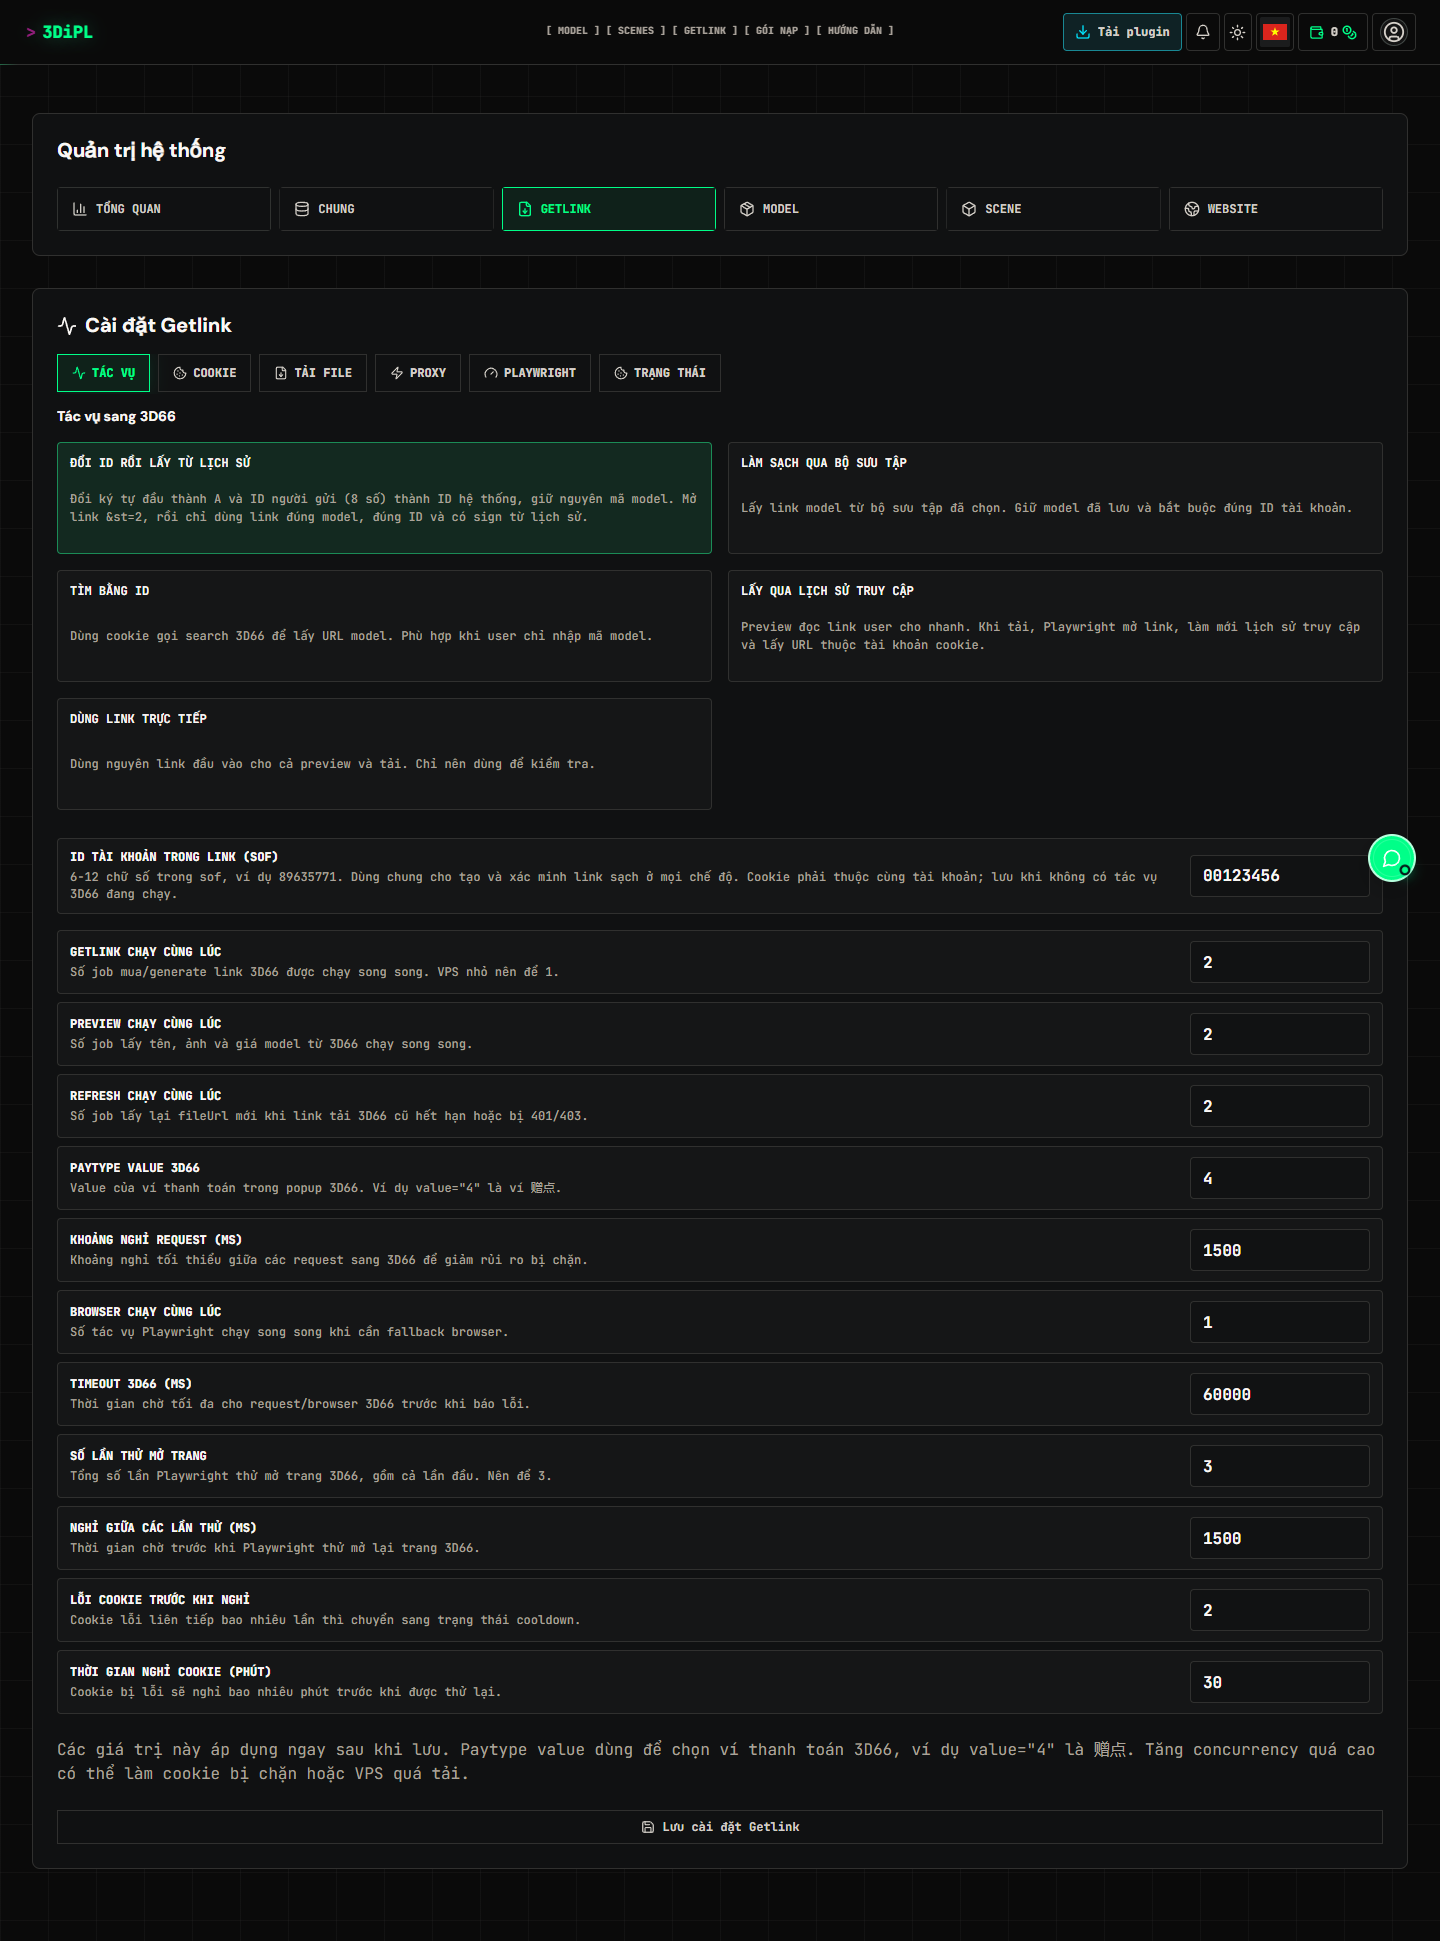 > 3DiPL
[ MODEL ] [ SCENES ] [ GETLINK ] [ GÓI NẠP ] [ HƯỚNG DẪN ]
Tải plugin
0
Quản trị hệ thống
TỔNG QUAN
CHUNG
GETLINK
MODEL
SCENE
WEBSITE
Cài đặt Getlink
TÁC VỤ
COOKIE
TẢI FILE
PROXY
PLAYWRIGHT
TRẠNG THÁI
Tác vụ sang 3D66
ĐỔI ID RỒI LẤY TỪ LỊCH SỬ
Đổi ký tự đầu thành A và ID người gửi (8 số) thành ID hệ thống, giữ nguyên mã model. Mở
link &st=2, rồi chỉ dùng link đúng model, đúng ID và có sign từ lịch sử.
LÀM SẠCH QUA BỘ SƯU TẬP
Lấy link model từ bộ sưu tập đã chọn. Giữ model đã lưu và bắt buộc đúng ID tài khoản.
TÌM BẰNG ID
Dùng cookie gọi search 3D66 để lấy URL model. Phù hợp khi user chỉ nhập mã model.
LẤY QUA LỊCH SỬ TRUY CẬP
Preview đọc link user cho nhanh. Khi tải, Playwright mở link, làm mới lịch sử truy cập
và lấy URL thuộc tài khoản cookie.
DÙNG LINK TRỰC TIẾP
Dùng nguyên link đầu vào cho cả preview và tải. Chỉ nên dùng để kiểm tra.
ID TÀI KHOẢN TRONG LINK (SOF)
6-12 chữ số trong sof, ví dụ 89635771. Dùng chung cho tạo và xác minh link sạch ở mọi chế độ. Cookie phải thuộc cùng tài khoản; lưu khi không có tác vụ
3D66 đang chạy.
00123456
GETLINK CHẠY CÙNG LÚC
Số job mua/generate link 3D66 được chạy song song. VPS nhỏ nên để 1.
2
PREVIEW CHẠY CÙNG LÚC
Số job lấy tên, ảnh và giá model từ 3D66 chạy song song.
2
REFRESH CHẠY CÙNG LÚC
Số job lấy lại fileUrl mới khi link tải 3D66 cũ hết hạn hoặc bị 401/403.
2
PAYTYPE VALUE 3D66
Value của ví thanh toán trong popup 3D66. Ví dụ value="4" là ví 赠点.
4
KHOẢNG NGHỈ REQUEST (MS)
Khoảng nghỉ tối thiểu giữa các request sang 3D66 để giảm rủi ro bị chặn.
1500
BROWSER CHẠY CÙNG LÚC
Số tác vụ Playwright chạy song song khi cần fallback browser.
1
TIMEOUT 3D66 (MS)
Thời gian chờ tối đa cho request/browser 3D66 trước khi báo lỗi.
60000
SỐ LẦN THỬ MỞ TRANG
Tổng số lần Playwright thử mở trang 3D66, gồm cả lần đầu. Nên để 3.
3
NGHỈ GIỮA CÁC LẦN THỬ (MS)
Thời gian chờ trước khi Playwright thử mở lại trang 3D66.
1500
LỖI COOKIE TRƯỚC KHI NGHỈ
Cookie lỗi liên tiếp bao nhiêu lần thì chuyển sang trạng thái cooldown.
2
THỜI GIAN NGHỈ COOKIE (PHÚT)
Cookie bị lỗi sẽ nghỉ bao nhiêu phút trước khi được thử lại.
30
Các giá trị này áp dụng ngay sau khi lưu. Paytype value dùng để chọn ví thanh toán 3D66, ví dụ value="4" là 赠点. Tăng concurrency quá cao
có thể làm cookie bị chặn hoặc VPS quá tải.
Lưu cài đặt Getlink